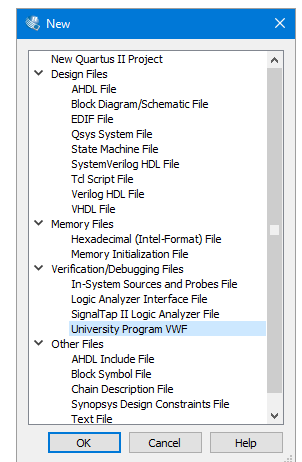 New
New Quartus II Project
Design Files
AHDL File
Block Diagram/Schematic File
EDIF File
Qsys System File
State Machine File
SystemVerilog HDL File
Tcl Script File
Verilog HDL File
VHDL File
Memory Files
Hexadecimal (Intel-Format) File
Memory Initialization File
Verification/Debugging Files
In-System Sources and Probes File
Logic Analyzer Interface File
SignalTap II Logic Analyzer File
University Program VWF
Other Files
AHDL Include File
Block Symbol File
Chain Description File
Synopsys Design Constraints File
Text File
OK Cancel Help